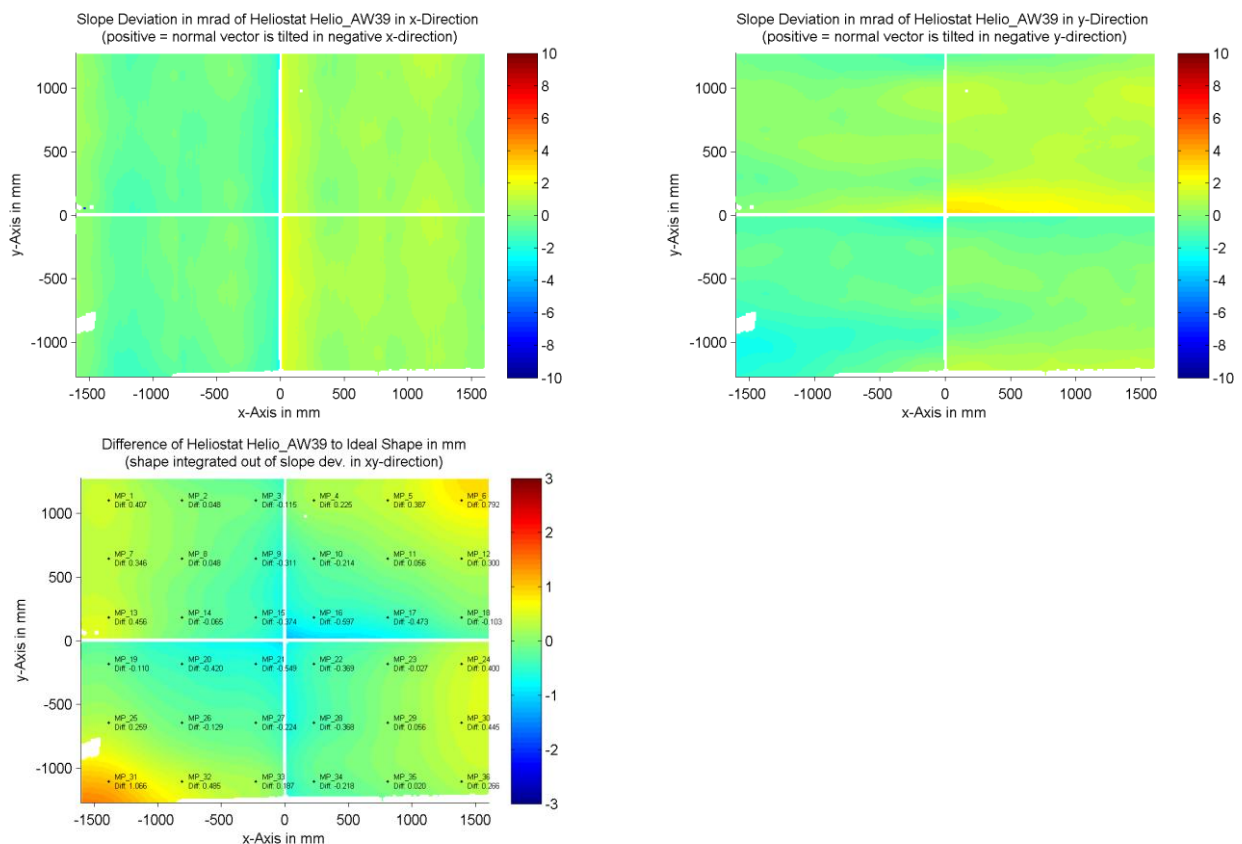 Slope Deviation in mrad of Heliostat Helio_AW39 in x-Direction
(positive = normal vector is tilted in negative x-direction)
1000
500
0
-500
-1000
y-Axis in mm
-1500 -1000 -500 0 500 1000 1500
x-Axis in mm
10
8
6
4
2
0
-2
-4
-6
-8
-10
Slope Deviation in mrad of Heliostat Helio_AW39 in y-Direction
(positive = normal vector is tilted in negative y-direction)
1000
500
0
-500
-1000
y-Axis in mm
-1500 -1000 -500 0 500 1000 1500
x-Axis in mm
10
8
6
4
2
0
-2
-4
-6
-8
-10
Difference of Heliostat Helio_AW39 to Ideal Shape in mm
(shape integrated out of slope dev. in xy-direction)
1000
500
0
-500
-1000
y-Axis in mm
MP_1 MP_2 MP_3 MP_4 MP_5 MP_6
Diff: 0.407 Diff: 0.048 Diff: -0.115 Diff: 0.225 Diff: 0.387 Diff: 0.792
MP_7 MP_8 MP_9 MP_10 MP_11 MP_12
Diff: 0.346 Diff: 0.048 Diff: -0.311 Diff: -0.214 Diff: 0.056 Diff: 0.300
MP_13 MP_14 MP_15 MP_16 MP_17 MP_18
Diff: 0.456 Diff: -0.065 Diff: -0.374 Diff: -0.597 Diff: -0.473 Diff: -0.103
MP_19 MP_20 MP_21 MP_22 MP_23 MP_24
Diff: -0.110 Diff: -0.420 Diff: -0.549 Diff: -0.369 Diff: -0.027 Diff: 0.400
MP_25 MP_26 MP_27 MP_28 MP_29 MP_30
Diff: 0.259 Diff: -0.129 Diff: -0.224 Diff: -0.368 Diff: 0.056 Diff: 0.445
MP_31 MP_32 MP_33 MP_34 MP_35 MP_36
Diff: 1.066 Diff: 0.485 Diff: 0.187 Diff: -0.218 Diff: 0.020 Diff: 0.266
-1500 -1000 -500 0 500 1000 1500
x-Axis in mm
3
2
1
0
-1
-2
-3